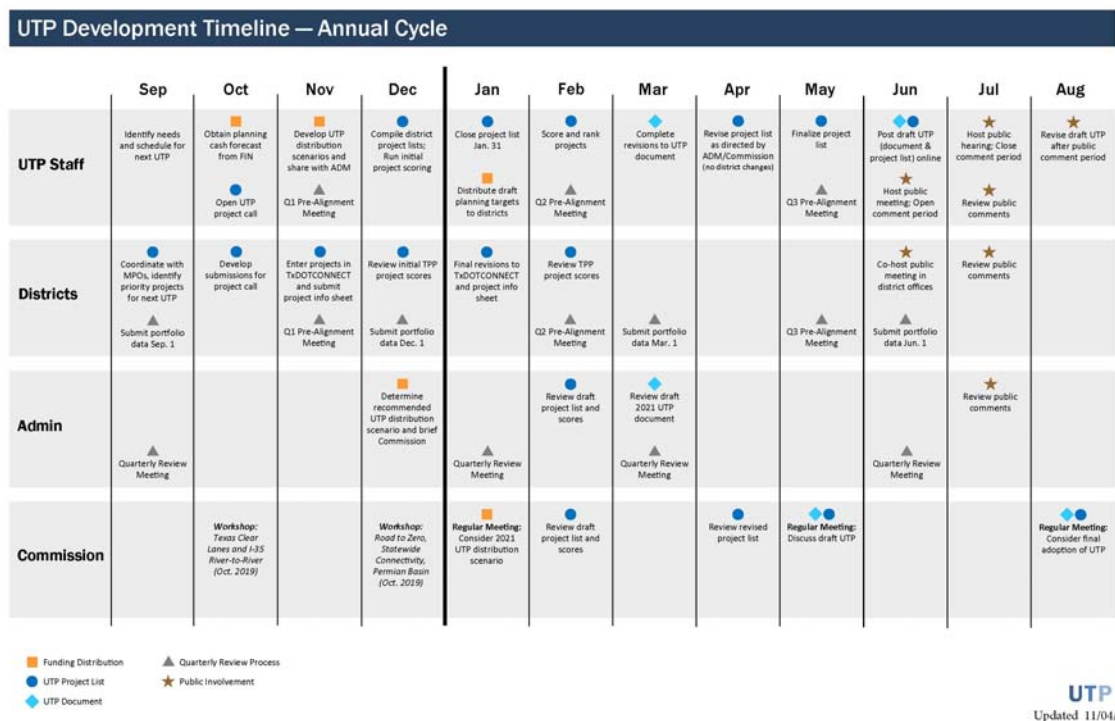 UTP Development Timeline — Annual Cycle
Sep Oct Nov Dec Jan Feb Mar Apr May Jun Jul Aug
UTP Staff
Identify needs
and schedule for
next UTP
Obtain planning
cash forecast
from FIN
Open UTP
project call
Develop UTP
distribution
scenarios and
share with ADM
Q1 Pre-Alignment
Meeting
Compile district
project lists;
Run initial
project scoring
Close project list
Jan. 31
Distribute draft
planning targets
to districts
Score and rank
projects
Q2 Pre-Alignment
Meeting
Complete
revisions to UTP
document
Revise project list
as directed by
ADM/Commission
(no district changes)
Finalize project
list
Q3 Pre-Alignment
Meeting
Post draft UTP
(document &
project list) online
Host public
meeting; Open
comment period
Host public
hearing; Close
comment period
Review public
comments
Revise draft UTP
after public
comment period
Districts
Coordinate with
MPOs, identify
priority projects
for next UTP
Submit portfolio
data Sep. 1
Develop
submissions for
project call
Enter projects in
TxDOTCONNECT
and submit
project info sheet
Q1 Pre-Alignment
Meeting
Review initial TPP
project scores
Submit portfolio
data Dec. 1
Final revisions to
TxDOTCONNECT
and project info
sheet
Review TPP
project scores
Q2 Pre-Alignment
Meeting
Submit portfolio
data Mar. 1
Q3 Pre-Alignment
Meeting
Co-host public
meeting in
district offices
Submit portfolio
data Jun. 1
Review public
comments
Admin
Quarterly Review
Meeting
Determine
recommended
UTP distribution
scenario and brief
Commission
Quarterly Review
Meeting
Review draft
project list and
scores
Review draft
2021 UTP
document
Quarterly Review
Meeting
Quarterly Review
Meeting
Review public
comments
Commission
Workshop:
Texas Clear
Lanes and I-35
River-to-River
(Oct. 2019)
Workshop:
Road to Zero,
Statewide
Connectivity,
Permian Basin
(Oct. 2019)
Regular Meeting:
Consider 2021
UTP distribution
scenario
Review draft
project list and
scores
Review revised
project list
Regular Meeting:
Discuss draft UTP
Regular Meeting:
Consider final
adoption of UTP
Funding Distribution
UTP Project List
UTP Document
Quarterly Review Process
Public Involvement
UTP
Updated 11/04/